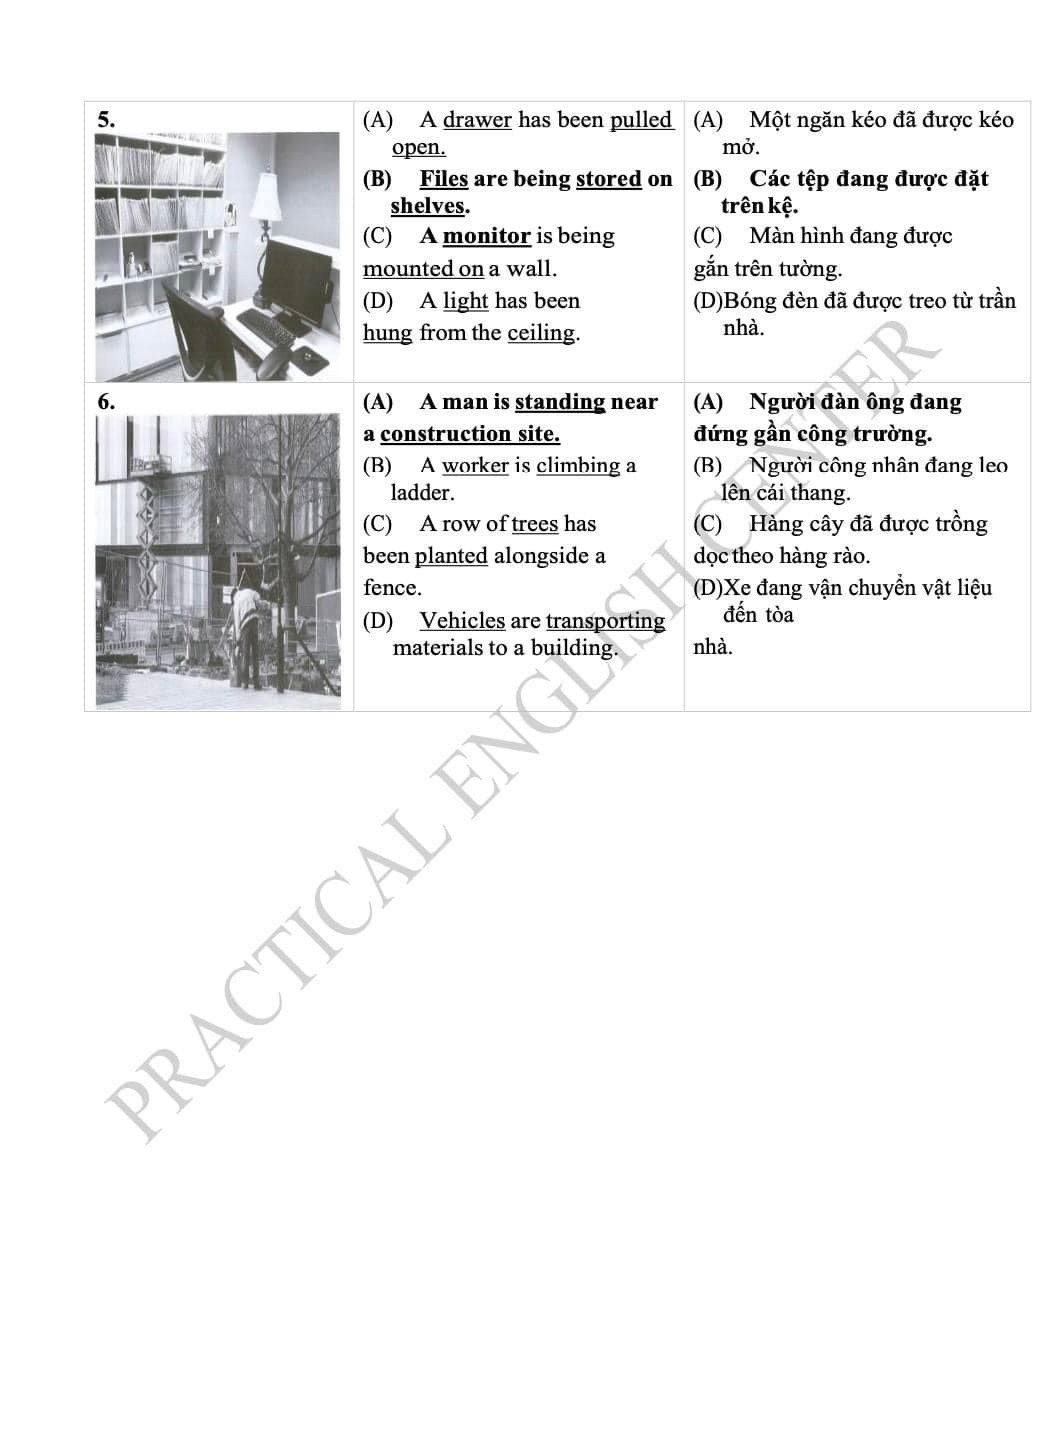 5.
(A) A drawer has been pulled
open.
(B) Files are being stored on
shelves.
(C) A monitor is being
mounted on a wall.
(D) A light has been
hung from the ceiling.
(A) Một ngăn kéo đã được kéo
mở.
(B) Các tệp đang được đặt
trên kệ.
(C) Màn hình đang được
gắn trên tường.
(D)Bóng đèn đã được treo từ trần
nhà.
6.
(A) A man is standing near
a construction site.
(B) A worker is climbing a
ladder.
(C) A row of trees has
been planted alongside a
fence.
(D) Vehicles are transporting
materials to a building.
(A) Người đàn ông đang
đứng gần công trường.
(B) Người công nhân đang leo
lên cái thang.
(C) Hàng cây đã được trồng
dọc theo hàng rào.
(D)Xe đang vận chuyển vật liệu
đến tòa
nhà.
PRACTICAL ENGLISH CENTER